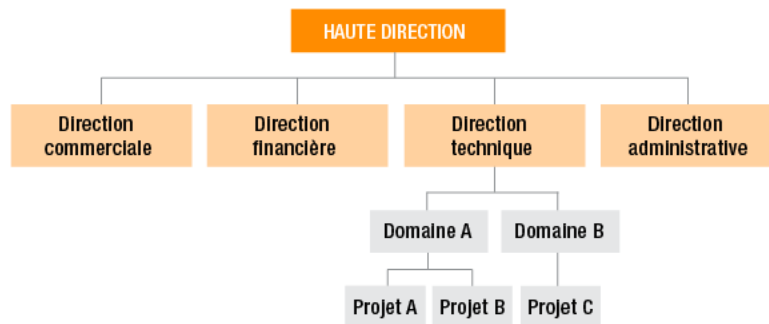 HAUTE DIRECTION
Direction
commerciale
Direction
financière
Direction
technique
Direction
administrative
Domaine A
Domaine B
Projet A
Projet B
Projet C